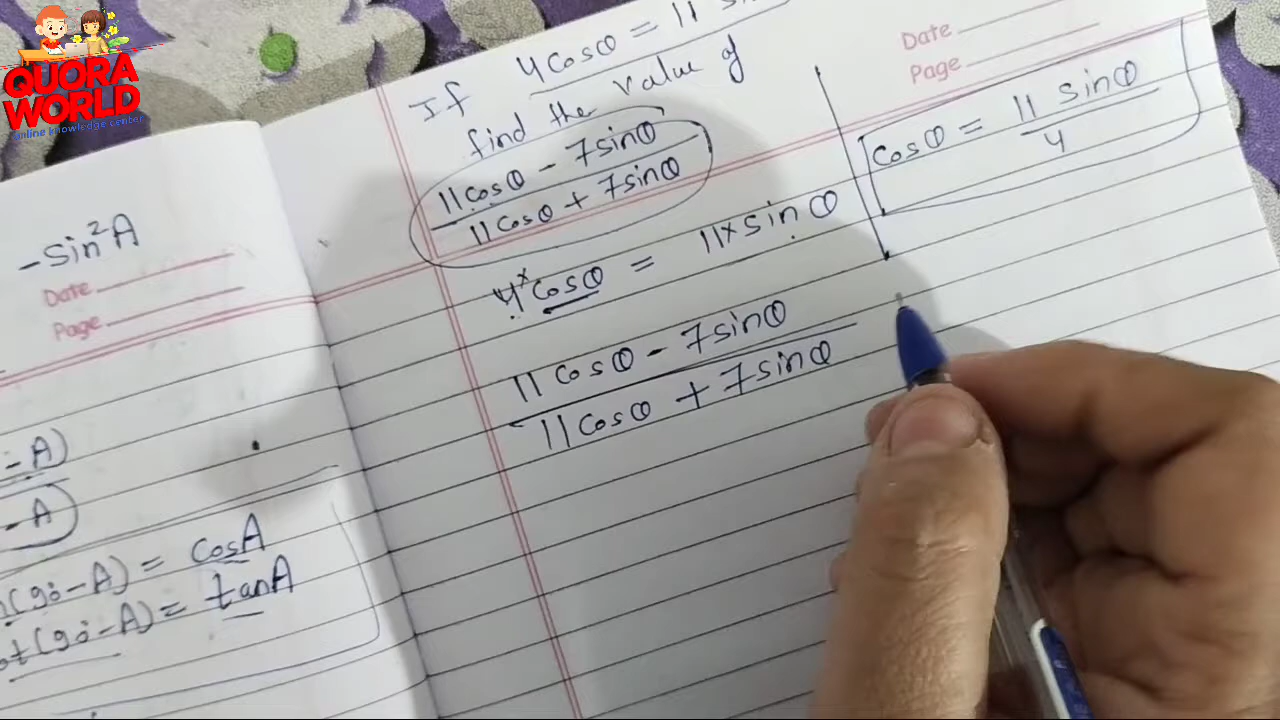 QUORA
WORLD
online knowledge center
If 4cosθ = 11
find the value of
11cosθ - 7sinθ
11cosθ + 7sinθ
4×cosθ = 11×sinθ
11cosθ - 7sinθ
11cosθ + 7sinθ
Date
Page
cosθ = 11 sinθ
4
-sin²A
Date
Page
- A)
- A)
(90-A) = cosA
(90-A) = tanA